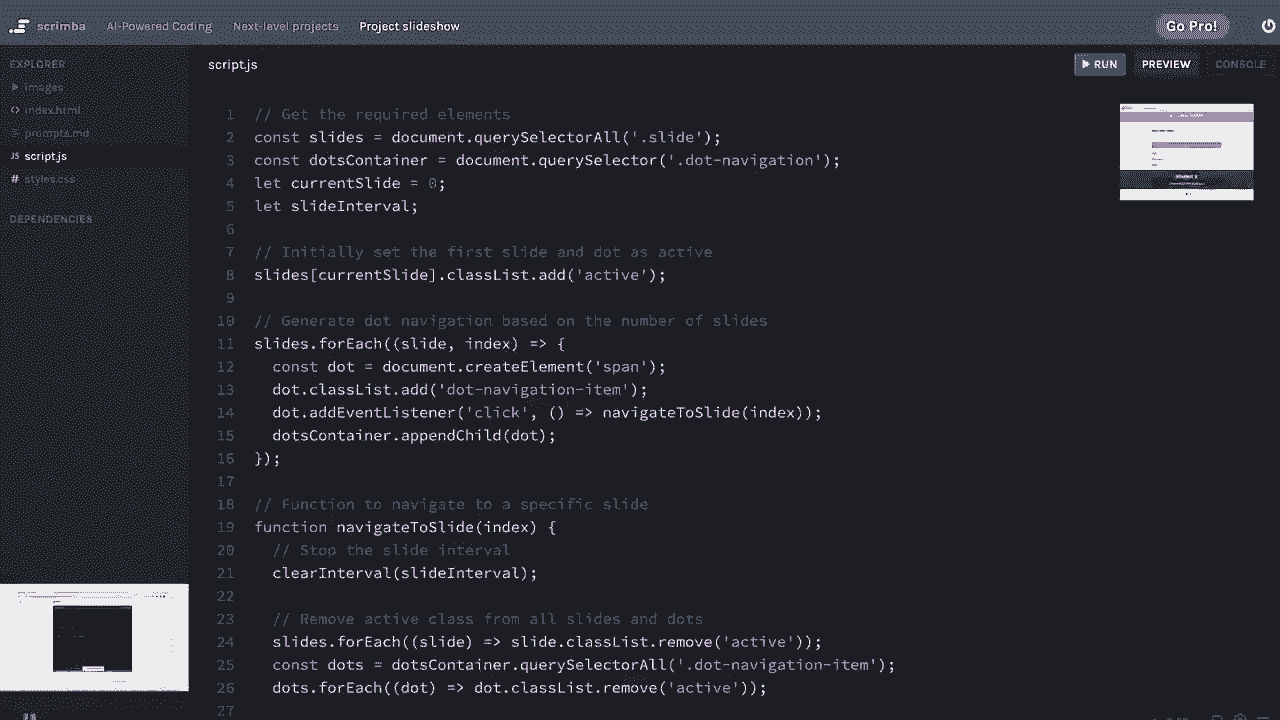 scrimba AI-Powered Coding Next-level projects Project slideshow Go Pro!
EXPLORER
images
index.html
prompts.md
JS script.js
# styles.css
DEPENDENCIES
script.js
RUN PREVIEW CONSOLE
1 // Get the required elements
2 const slides = document.querySelectorAll('.slide');
3 const dotsContainer = document.querySelector('.dot-navigation');
4 let currentSlide = 0;
5 let slideInterval;
6
7 // Initially set the first slide and dot as active
8 slides[currentSlide].classList.add('active');
9
10 // Generate dot navigation based on the number of slides
11 slides.forEach((slide, index) => {
12 const dot = document.createElement('span');
13 dot.classList.add('dot-navigation-item');
14 dot.addEventListener('click', () => navigateToSlide(index));
15 dotsContainer.appendChild(dot);
16 });
17
18 // Function to navigate to a specific slide
19 function navigateToSlide(index) {
20 // Stop the slide interval
21 clearInterval(slideInterval);
22
23 // Remove active class from all slides and dots
24 slides.forEach((slide) => slide.classList.remove('active'));
25 const dots = dotsContainer.querySelectorAll('.dot-navigation-item');
26 dots.forEach((dot) => dot.classList.remove('active'));
27